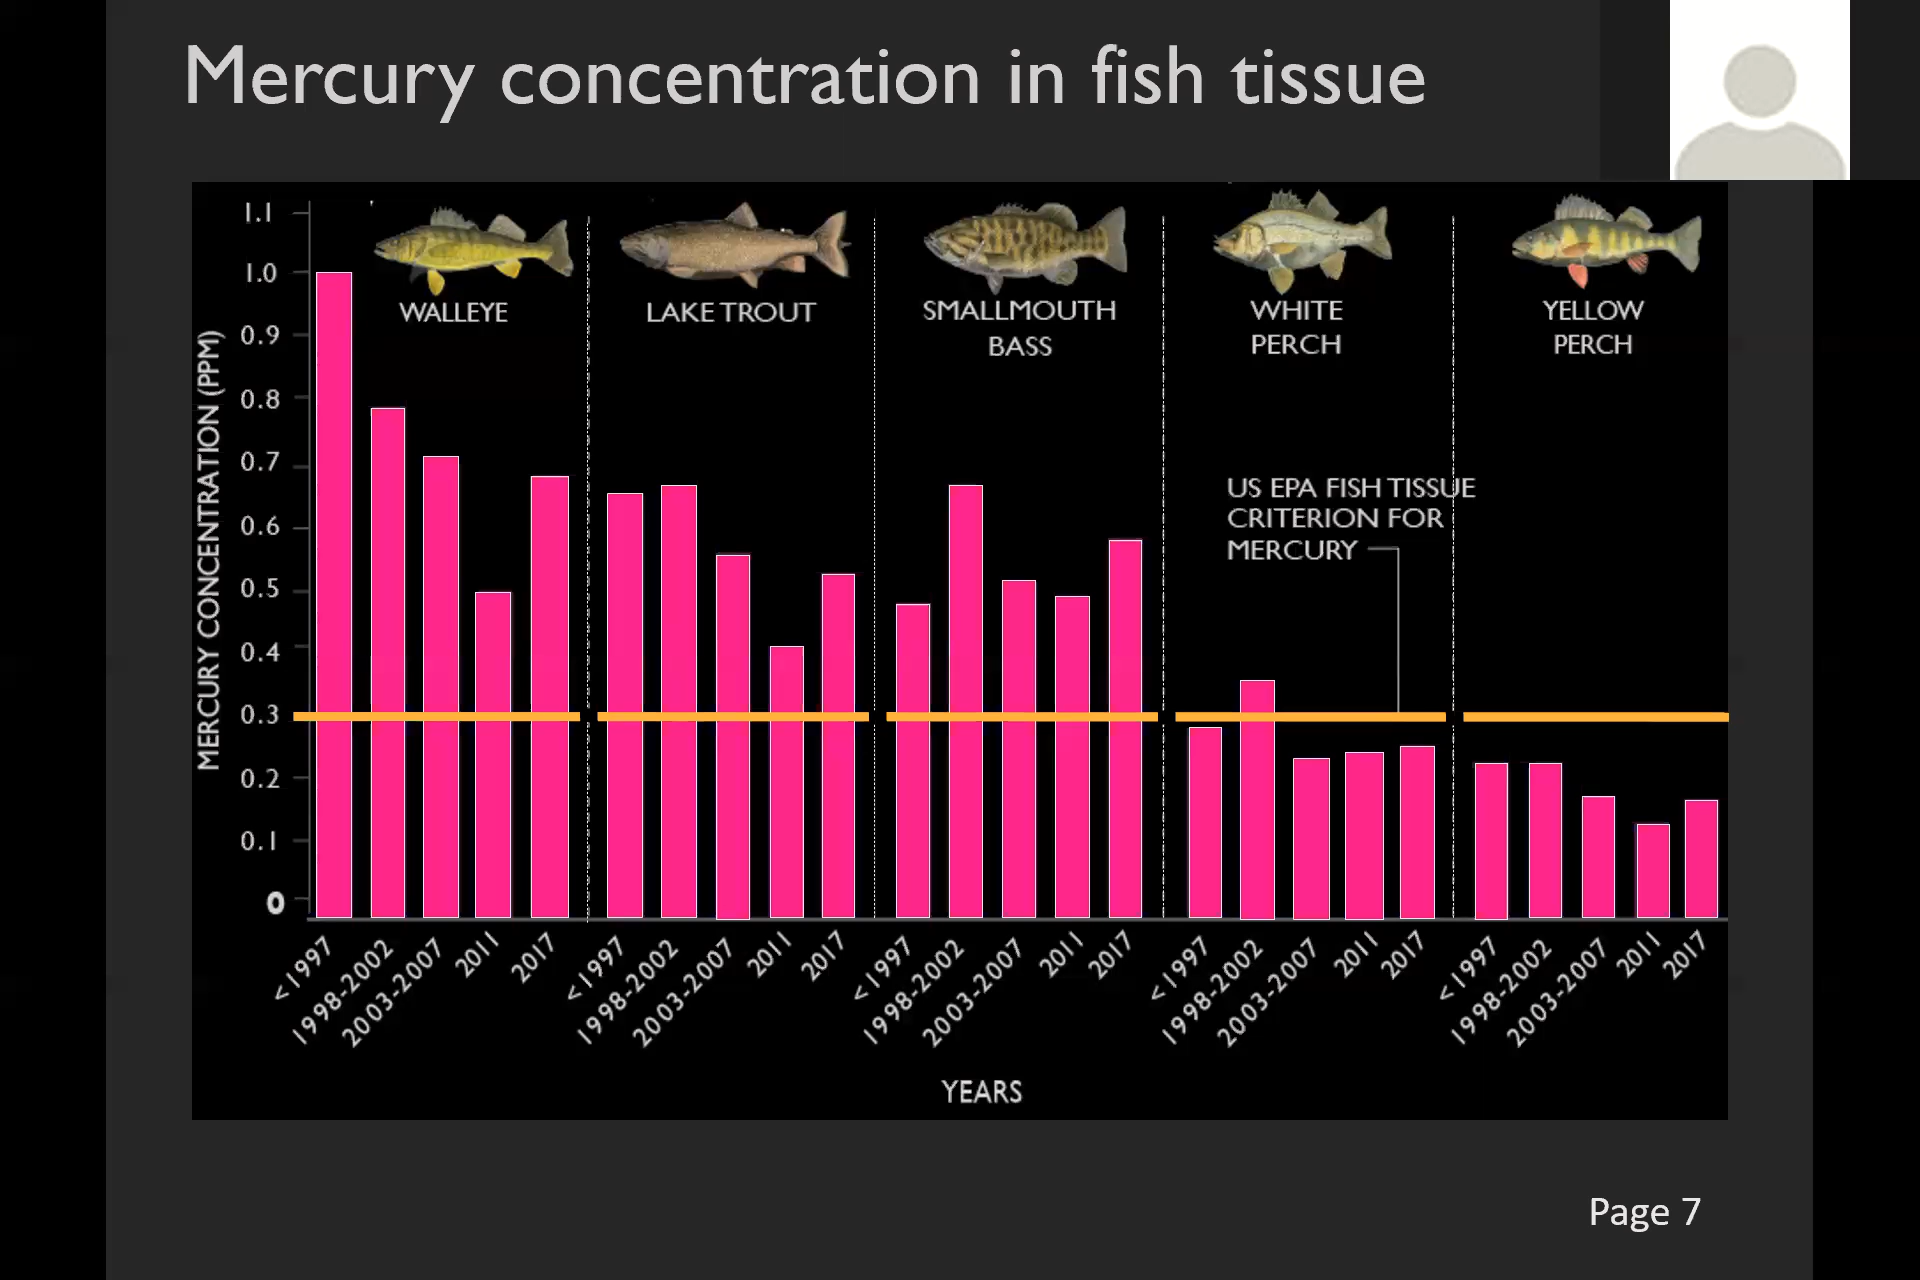 Mercury concentration in fish tissue
MERCURY CONCENTRATION (PPM)
1.1
1.0
0.9
0.8
0.7
0.6
0.5
0.4
0.3
0.2
0.1
0
WALLEYE
LAKE TROUT
SMALLMOUTH
BASS
WHITE
PERCH
YELLOW
PERCH
US EPA FISH TISSUE
CRITERION FOR
MERCURY
<1997
1998-2002
2003-2007
2011
2017
<1997
1998-2002
2003-2007
2011
2017
<1997
1998-2002
2003-2007
2011
2017
<1997
1998-2002
2003-2007
2011
2017
<1997
1998-2002
2003-2007
2011
2017
YEARS
Page 7